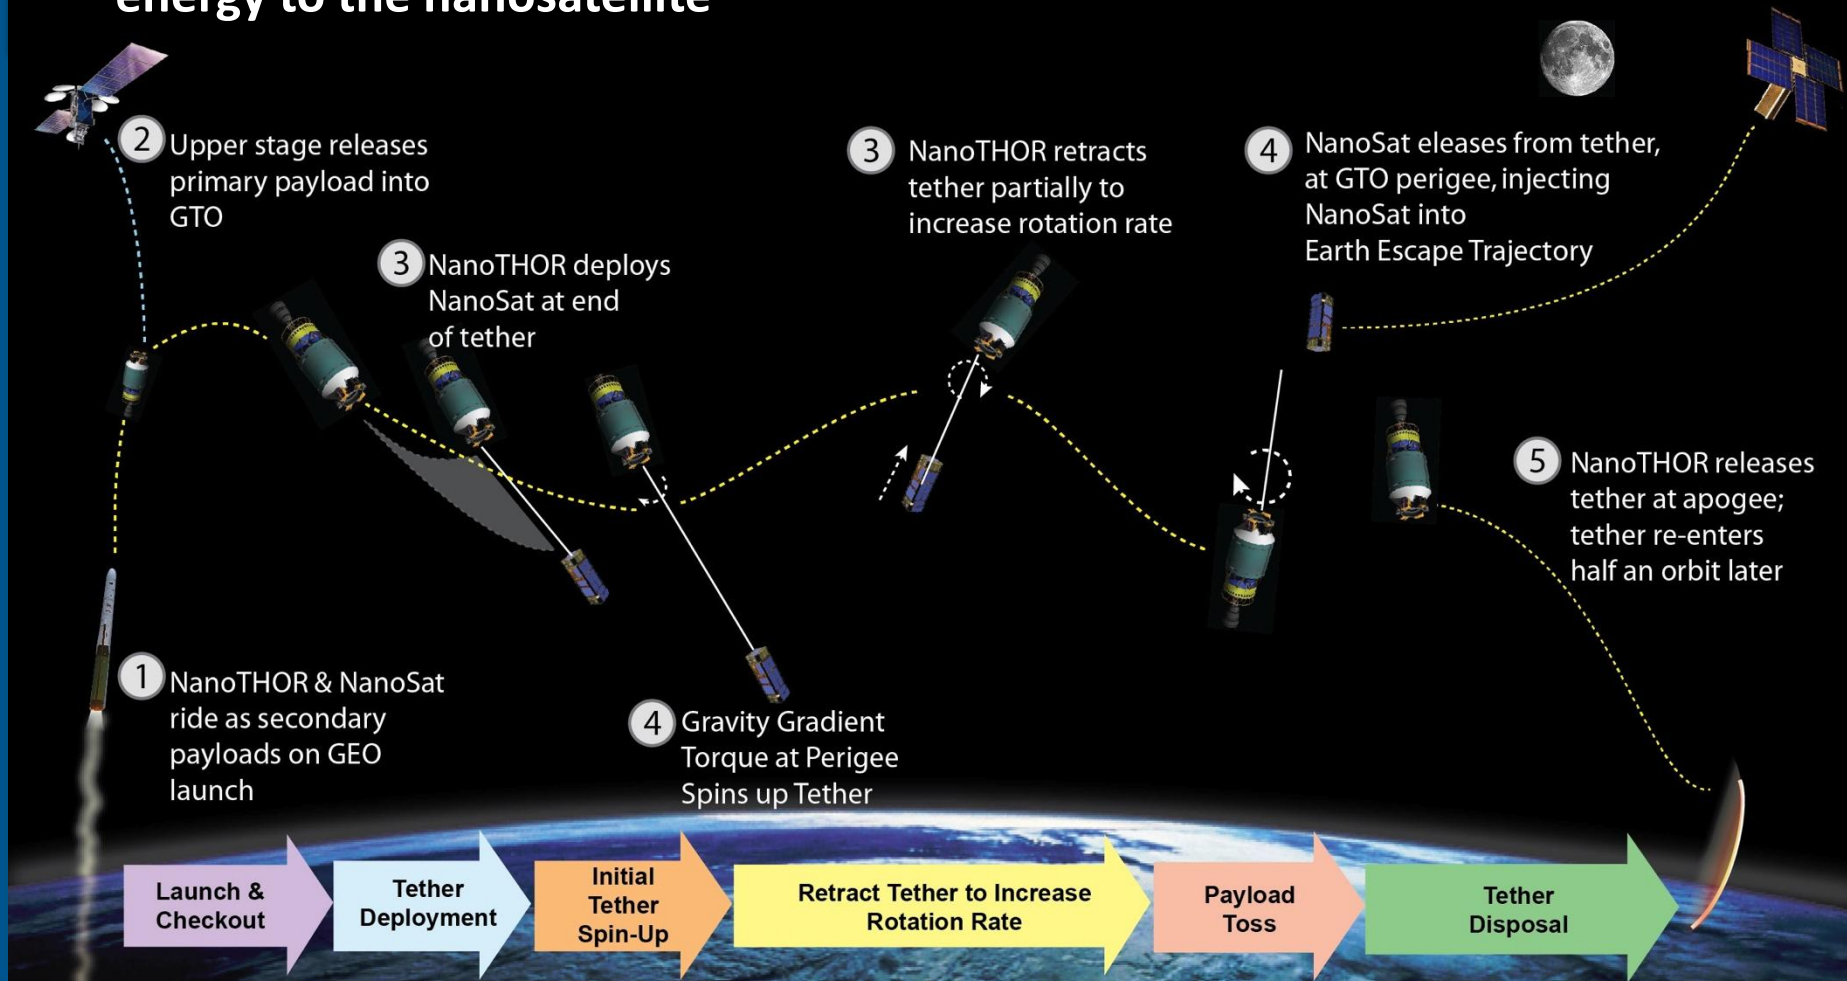 energy to the nanosatellite
2 Upper stage releases
primary payload into
GTO
3 NanoTHOR deploys
NanoSat at end
of tether
3 NanoTHOR retracts
tether partially to
increase rotation rate
4 NanoSat eleases from tether,
at GTO perigee, injecting
NanoSat into
Earth Escape Trajectory
5 NanoTHOR releases
tether at apogee;
tether re-enters
half an orbit later
1 NanoTHOR & NanoSat
ride as secondary
payloads on GEO
launch
4 Gravity Gradient
Torque at Perigee
Spins up Tether
Launch &
Checkout
Tether
Deployment
Initial
Tether
Spin-Up
Retract Tether to Increase
Rotation Rate
Payload
Toss
Tether
Disposal